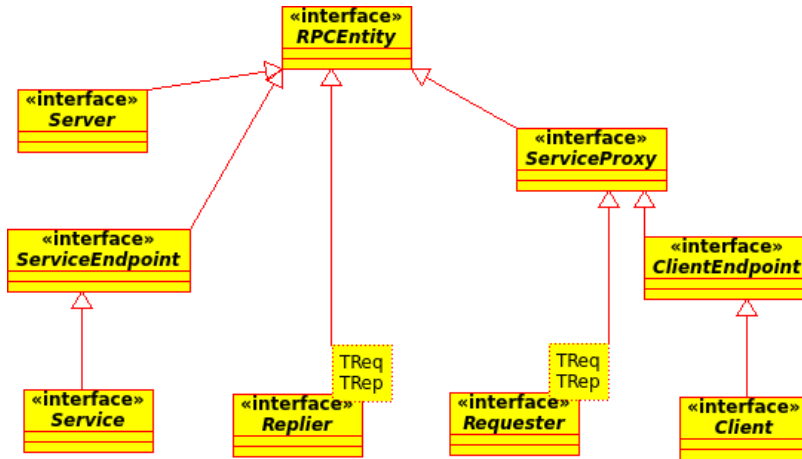 «interface»
RPCEntity
«interface»
Server
«interface»
ServiceProxy
«interface»
ServiceEndpoint
«interface»
ClientEndpoint
TReq
TRep
TReq
TRep
«interface»
Service
«interface»
Replier
«interface»
Requester
«interface»
Client